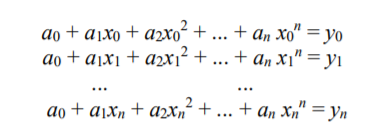 a₀ + a₁x₀ + a₂x₀² + ... + aₙ x₀ⁿ = y₀
a₀ + a₁x₁ + a₂x₁² + ... + aₙ x₁ⁿ = y₁
...    ...
a₀ + a₁xₙ + a₂xₙ² + ... + aₙ xₙⁿ = yₙ